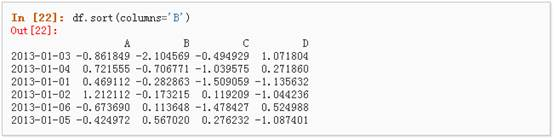 In [22]: df.sort(columns='B')
Out[22]:
A B C D
2013-01-03 -0.861849 -2.104569 -0.494929 1.071804
2013-01-04 0.721555 -0.706771 -1.039575 0.271860
2013-01-01 0.469112 -0.282863 -1.509059 -1.135632
2013-01-02 1.212112 -0.173215 0.119209 -1.044236
2013-01-06 -0.673690 0.113648 -1.478427 0.524988
2013-01-05 -0.424972 0.567020 0.276232 -1.087401